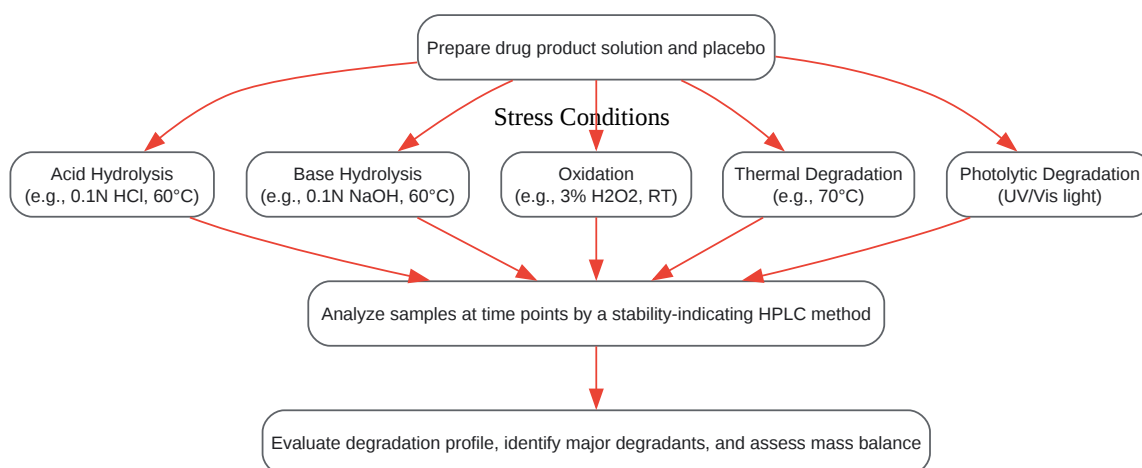 Prepare drug product solution and placebo
Stress Conditions
Acid Hydrolysis
(e.g., 0.1N HCl, 60°C)
Base Hydrolysis
(e.g., 0.1N NaOH, 60°C)
Oxidation
(e.g., 3% H2O2, RT)
Thermal Degradation
(e.g., 70°C)
Photolytic Degradation
(UV/Vis light)
Analyze samples at time points by a stability-indicating HPLC method
Evaluate degradation profile, identify major degradants, and assess mass balance